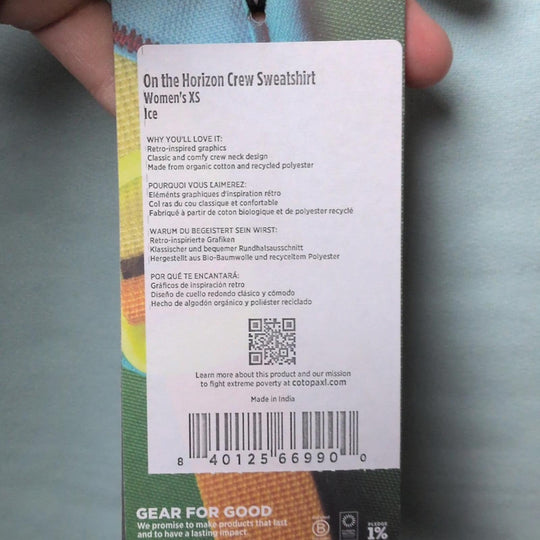 On the Horizon Crew Sweatshirt
Women's XS
Ice
WHY YOU'LL LOVE IT:
Retro-inspired graphics
Classic and comfy crew neck design
Made from organic cotton and recycled polyester
POURQUOI VOUS L'AIMEREZ:
Eléments graphiques d'inspiration rétro
Col ras du cou classique et confortable
Fabriqué à partir de coton biologique et de polyester recyclé
WARUM DU BEGEISTERT SEIN WIRST:
Retro-inspirierte Grafiken
Klassischer und bequemer Rundhalsausschnitt
Hergestellt aus Bio-Baumwolle und recyceltem Polyester
POR QUÉ TE ENCANTARÁ:
Gráficos de inspiración retro
Diseño de cuello redondo clásico y cómodo
Hecho de algodón orgánico y poliéster reciclado
Learn more about this product and our mission
to fight extreme poverty at cotopaxi.com
Made in India
8 40125 66990 0
GEAR FOR GOOD
We promise to make products that last
and to have a lasting impact.
B
PLEDGE
1%